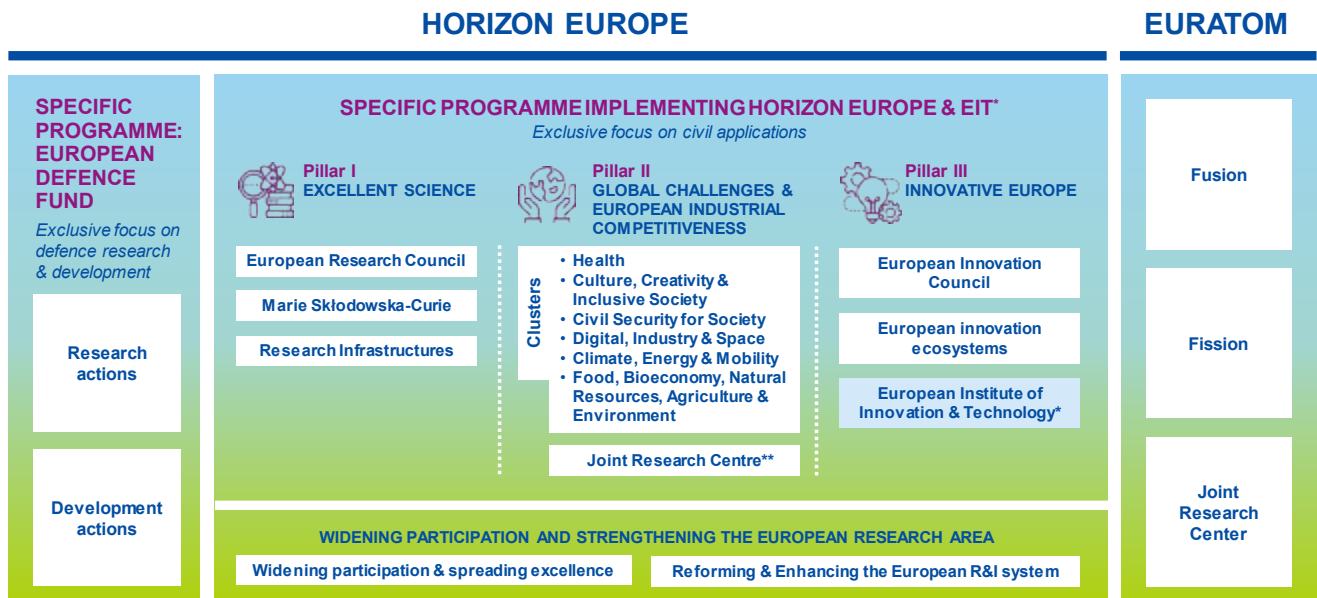 HORIZON EUROPE
EURATOM
SPECIFIC
PROGRAMME:
EUROPEAN
DEFENCE
FUND
Exclusive focus on
defence research
& development
Research
actions
Development
actions
SPECIFIC PROGRAMME IMPLEMENTING HORIZON EUROPE & EIT*
Exclusive focus on civil applications
Pillar I
EXCELLENT SCIENCE
European Research Council
Marie Skłodowska-Curie
Research Infrastructures
Pillar II
GLOBAL CHALLENGES &
EUROPEAN INDUSTRIAL
COMPETITIVENESS
Clusters
• Health
• Culture, Creativity &
Inclusive Society
• Civil Security for Society
• Digital, Industry & Space
• Climate, Energy & Mobility
• Food, Bioeconomy, Natural
Resources, Agriculture &
Environment
Joint Research Centre**
Pillar III
INNOVATIVE EUROPE
European Innovation
Council
European innovation
ecosystems
European Institute of
Innovation & Technology*
WIDENING PARTICIPATION AND STRENGTHENING THE EUROPEAN RESEARCH AREA
Widening participation & spreading excellence
Reforming & Enhancing the European R&I system
Fusion
Fission
Joint
Research
Center